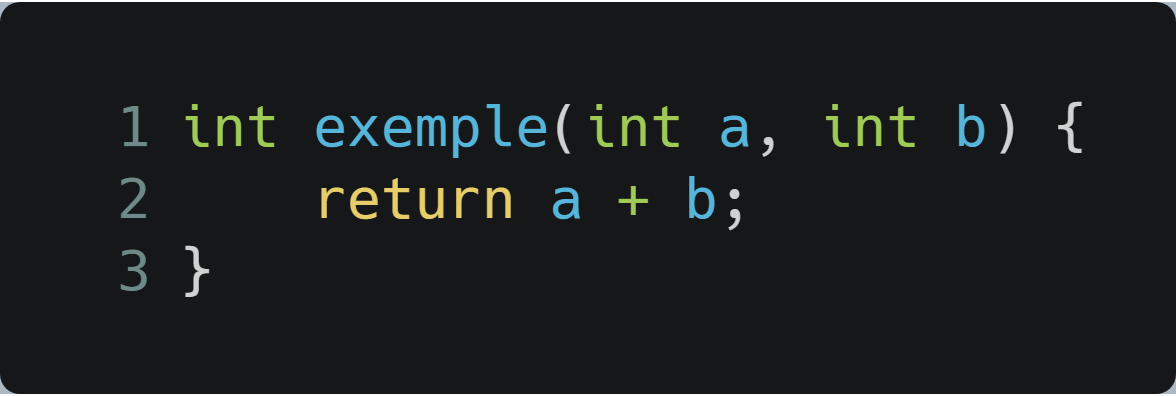 1 int exemple(int a, int b) {
2     return a + b;
3 }